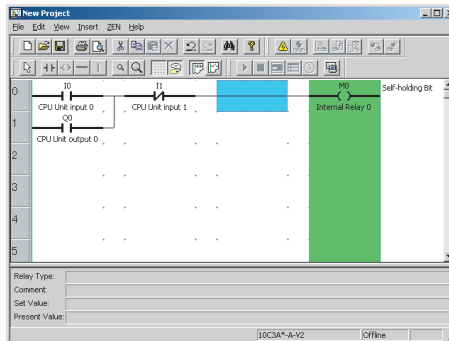 New Project
File Edit View Insert ZEN Help
0 I0 I1 M0 Self-holding Bit
CPU Unit input 0 CPU Unit input 1 Internal Relay 0
1 Q0
CPU Unit output 0
2
3
4
5
Relay Type:
Comment:
Set Value:
Present Value:
10C3A*-A-V2 Offline